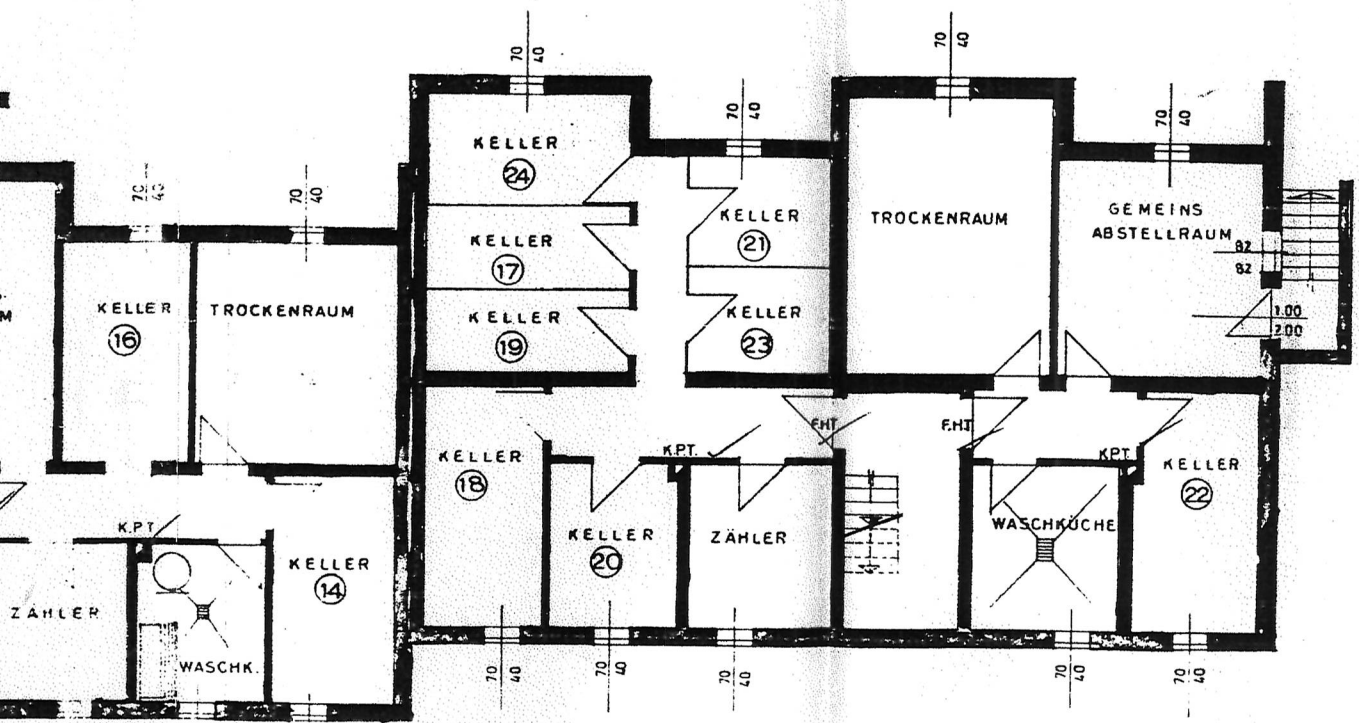 70
40
KELLER
24
KELLER
17
KELLER
19
70
40
KELLER
21
KELLER
23
70
40
TROCKENRAUM
70
40
GEMEINS
ABSTELLRAUM
82
82
1.00
2.00
70
40
KELLER
16
70
40
TROCKENRAUM
M
K.P.T
KELLER
14
ZÄHLER
WASCHK.
KELLER
18
K.P.T.
KELLER
20
ZÄHLER
F.H.T
F.H.T.
K.P.T.
WASCHKÜCHE
KELLER
22
70
40
70
40
70
40
70
40
70
40